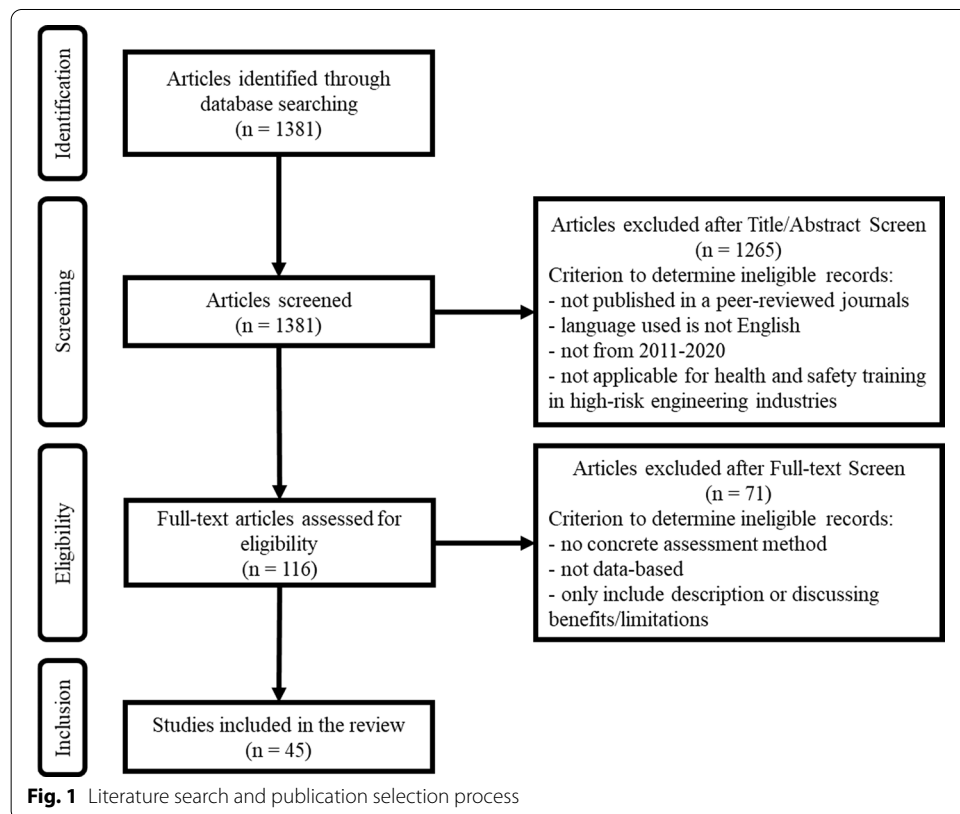 Identification
Articles identified through
database searching
(n = 1381)
Screening
Articles screened
(n = 1381)
Articles excluded after Title/Abstract Screen
(n = 1265)
Criterion to determine ineligible records:
- not published in a peer-reviewed journals
- language used is not English
- not from 2011-2020
- not applicable for health and safety training
in high-risk engineering industries
Eligibility
Full-text articles assessed for
eligibility
(n = 116)
Articles excluded after Full-text Screen
(n = 71)
Criterion to determine ineligible records:
- no concrete assessment method
- not data-based
- only include description or discussing
benefits/limitations
Inclusion
Studies included in the review
(n = 45)
Fig. 1 Literature search and publication selection process